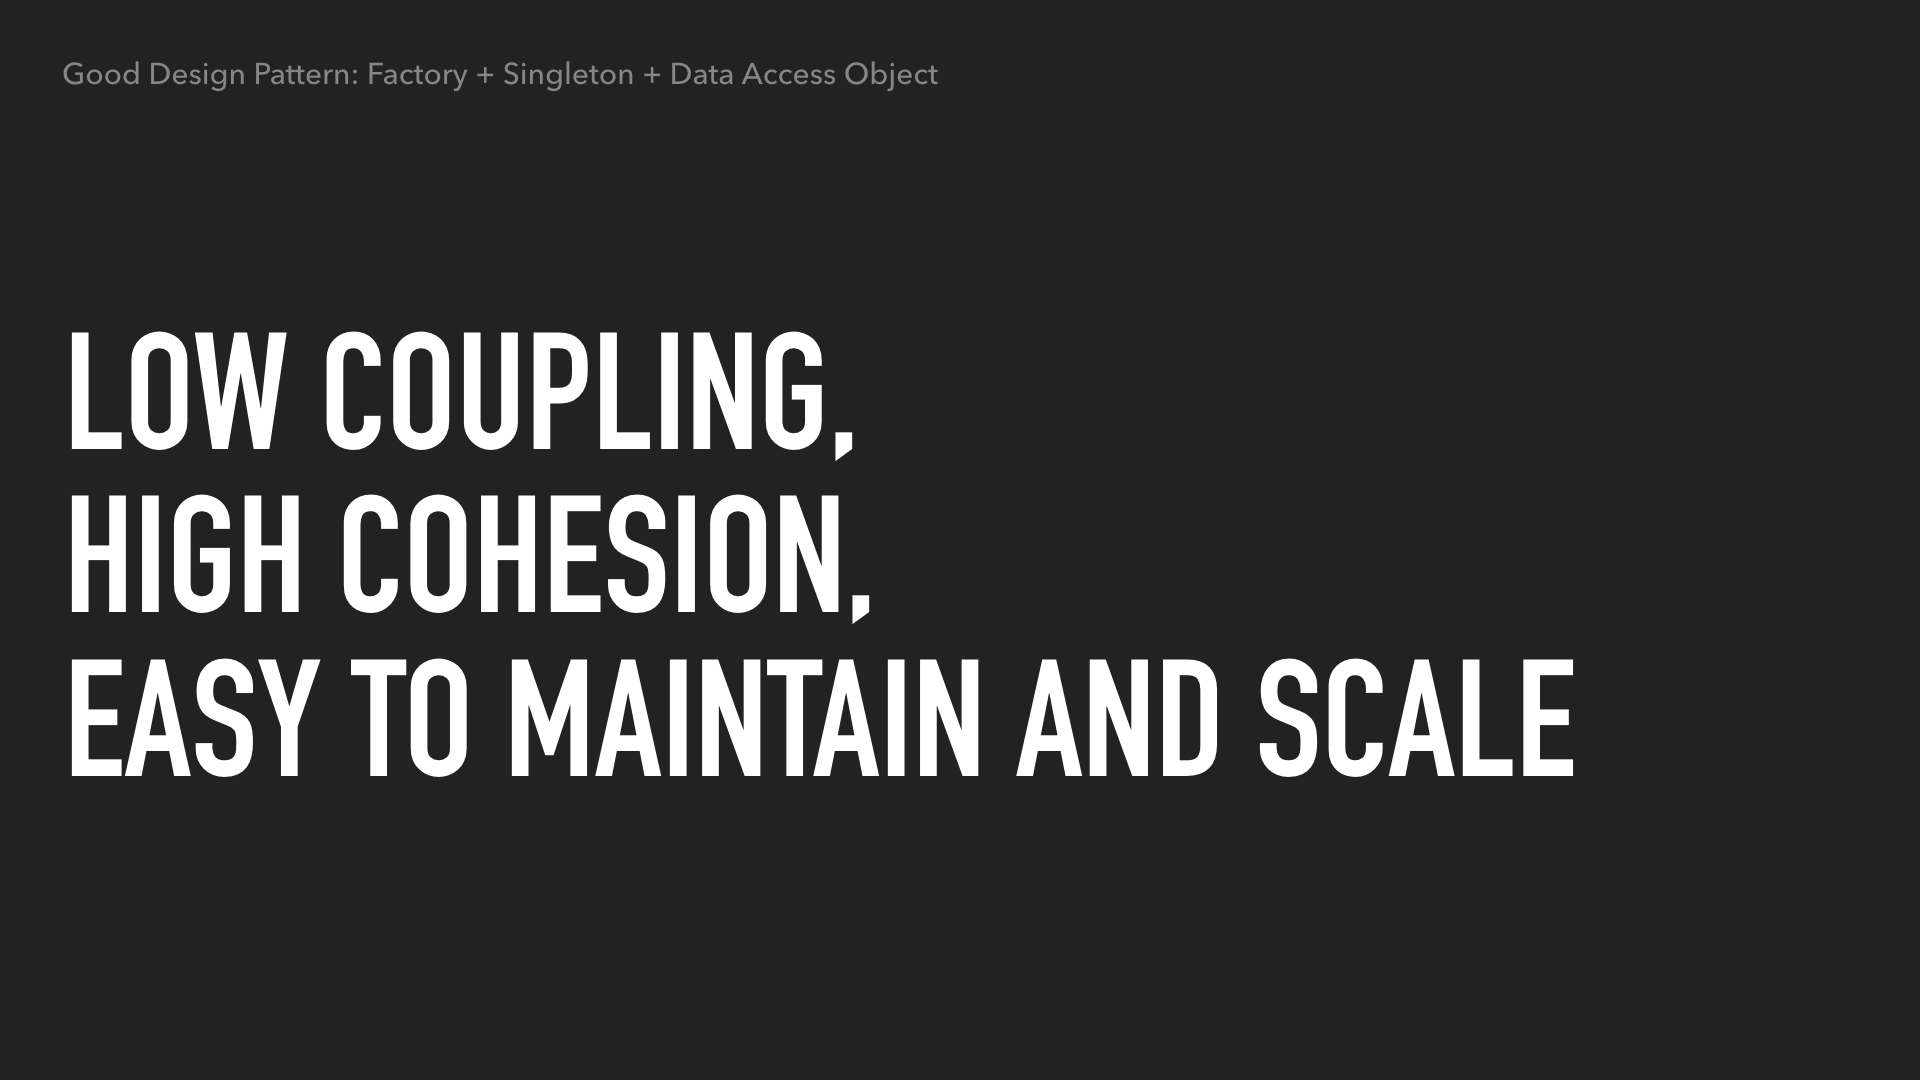 Good Design Pattern: Factory + Singleton + Data Access Object
LOW COUPLING,
HIGH COHESION,
EASY TO MAINTAIN AND SCALE